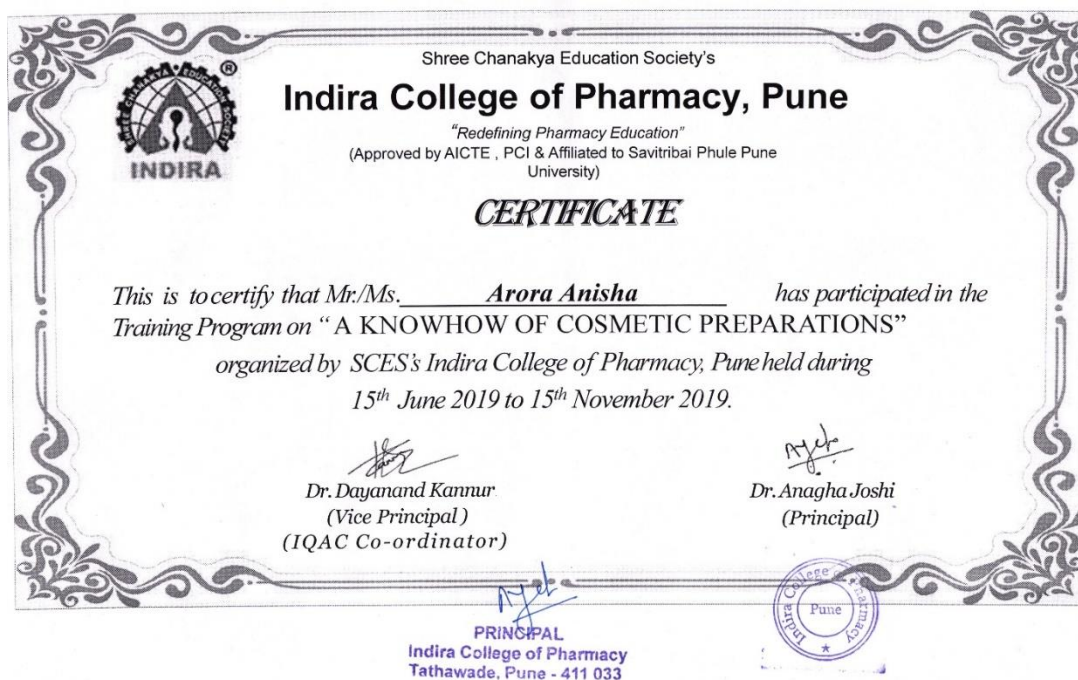 Shree Chanakya Education Society's
Indira College of Pharmacy, Pune
"Redefining Pharmacy Education"
(Approved by AICTE , PCI & Affiliated to Savitribai Phule Pune
University)
SHREE CHANAKYA EDUCATION SOCIETY
®
INDIRA
CERTIFICATE
This is to certify that Mr./Ms. Arora Anisha has participated in the
Training Program on “ A KNOWHOW OF COSMETIC PREPARATIONS”
organized by SCES's Indira College of Pharmacy, Pune held during
15th June 2019 to 15th November 2019.
Dr. Dayanand Kannur
(Vice Principal)
(IQAC Co-ordinator)
Dr. Anagha Joshi
(Principal)
PRINCIPAL
Indira College of Pharmacy
Tathawade, Pune - 411 033
Indira College of Pharmacy
Pune